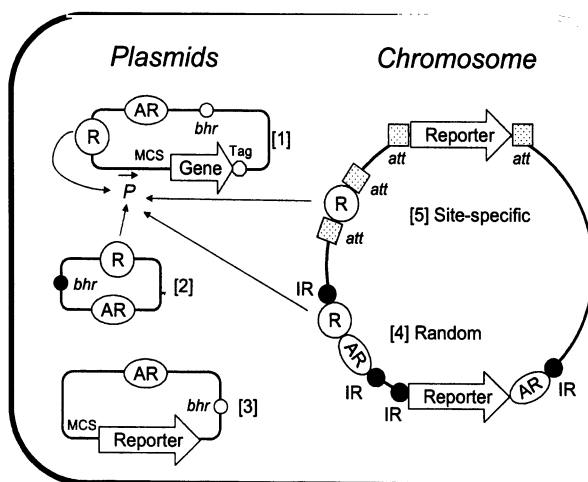 Plasmids
Chromosome
AR
bhr
R
MCS
Gene
Tag
[1]
P
R
bhr
[2]
AR
AR
MCS
bhr
[3]
Reporter
att
Reporter
att
att
R
att
[5] Site-specific
IR
R
[4] Random
AR
IR
IR
Reporter
AR
IR